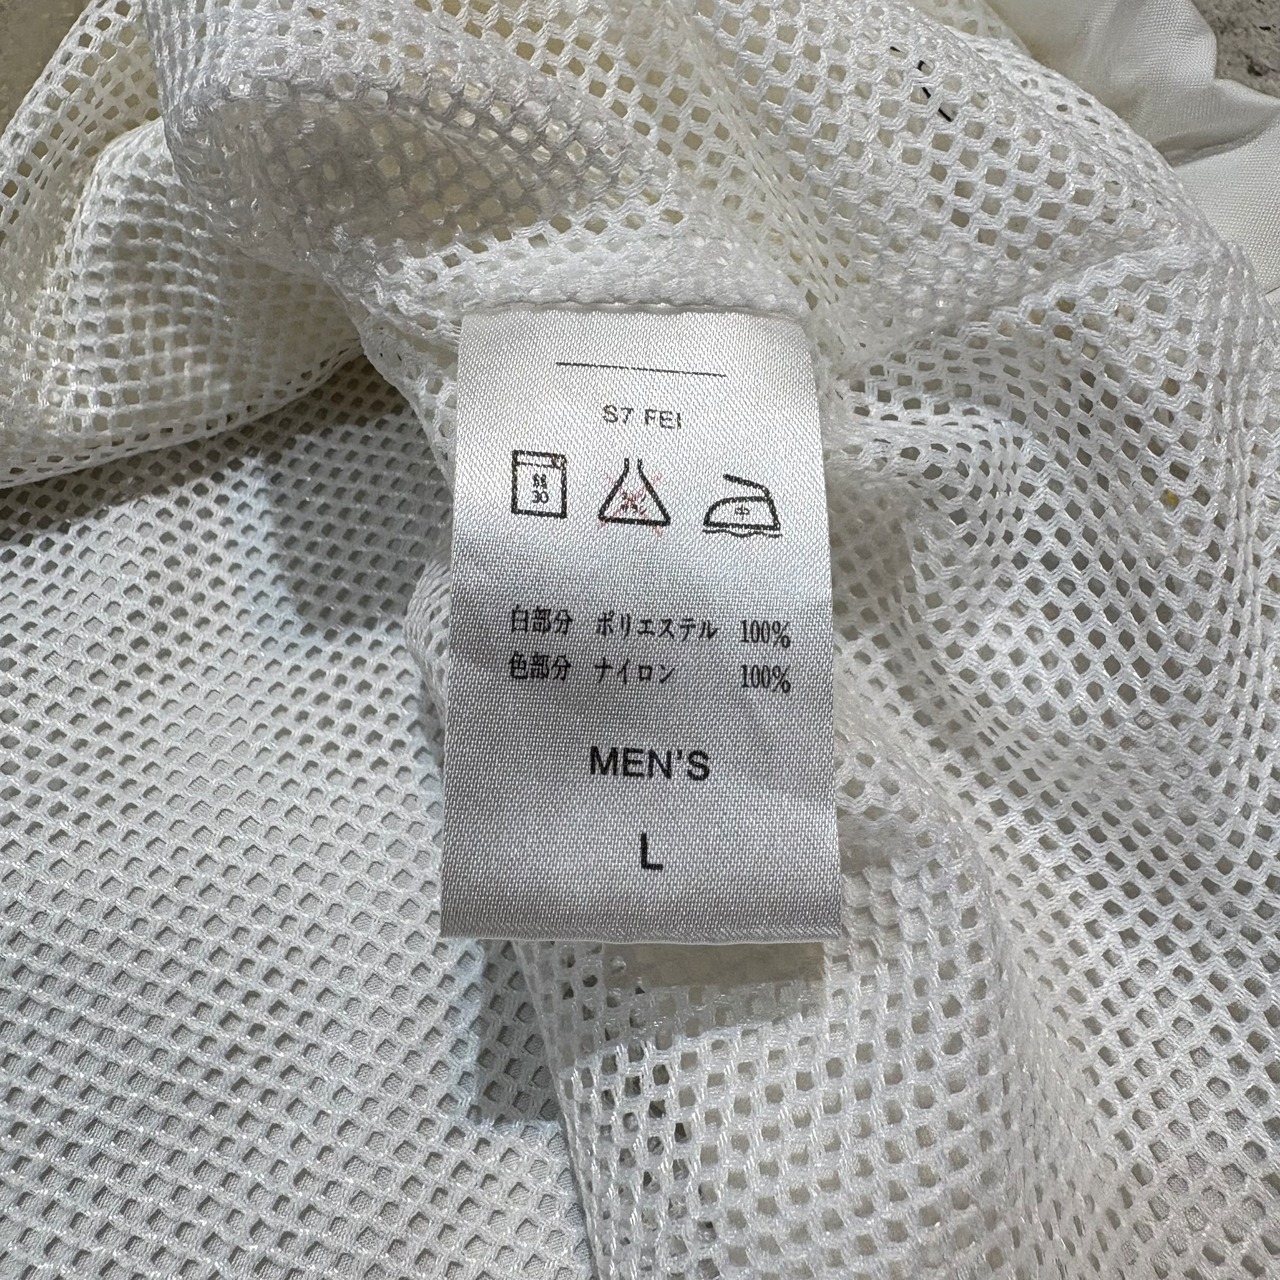 S7 FEI
30
白部分 ポリエステル 100%
色部分 ナイロン 100%
MEN'S
L